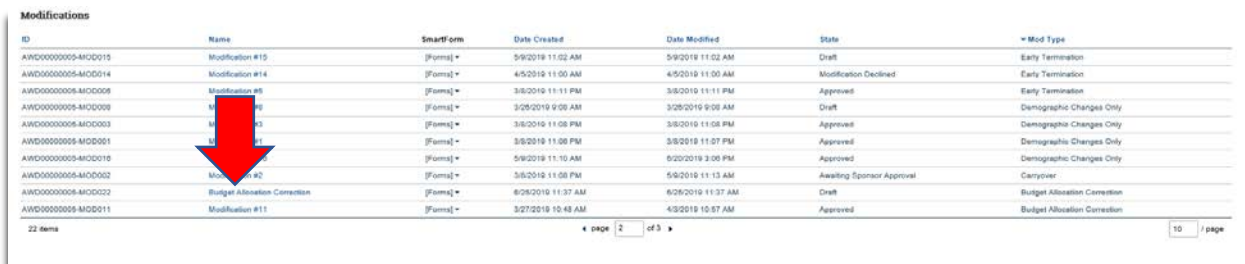 Modifications
ID Name SmartForm Date Created Date Modified State Mod Type
AWD00000005-MOD015 Modification #15 [Forms] 5/9/2019 11:02 AM 5/9/2019 11:02 AM Draft Early Termination
AWD00000005-MOD014 Modification #14 [Forms] 4/5/2019 11:00 AM 4/5/2019 11:00 AM Modification Declined Early Termination
[Forms] 3/8/2019 11:11 PM 3/8/2019 11:11 PM Approved Early Termination
[Forms] 3/26/2019 9:08 AM 3/26/2019 9:08 AM Draft Demographic Changes Only
AWD00000005-MOD003 [Forms] 3/8/2019 11:08 PM 3/8/2019 11:08 PM Approved Demographic Changes Only
AWD00000005-MOD001 [Forms] 3/8/2019 11:06 PM 3/8/2019 11:07 PM Approved Demographic Changes Only
AWD00000005-MOD016 [Forms] 5/9/2019 11:10 AM 6/20/2019 3:06 PM Approved Demographic Changes Only
AWD00000005-MOD002 #2 [Forms] 3/8/2019 11:08 PM 5/9/2019 11:13 AM Awaiting Sponsor Approval Carryover
AWD00000005-MOD022 Budget Allocation Correction [Forms] 6/26/2019 11:37 AM 6/26/2019 11:37 AM Draft Budget Allocation Correction
AWD00000005-MOD011 Modification #11 [Forms] 3/27/2019 10:48 AM 4/3/2019 10:57 AM Approved Budget Allocation Correction
22 items page 2 of 3 10 / page